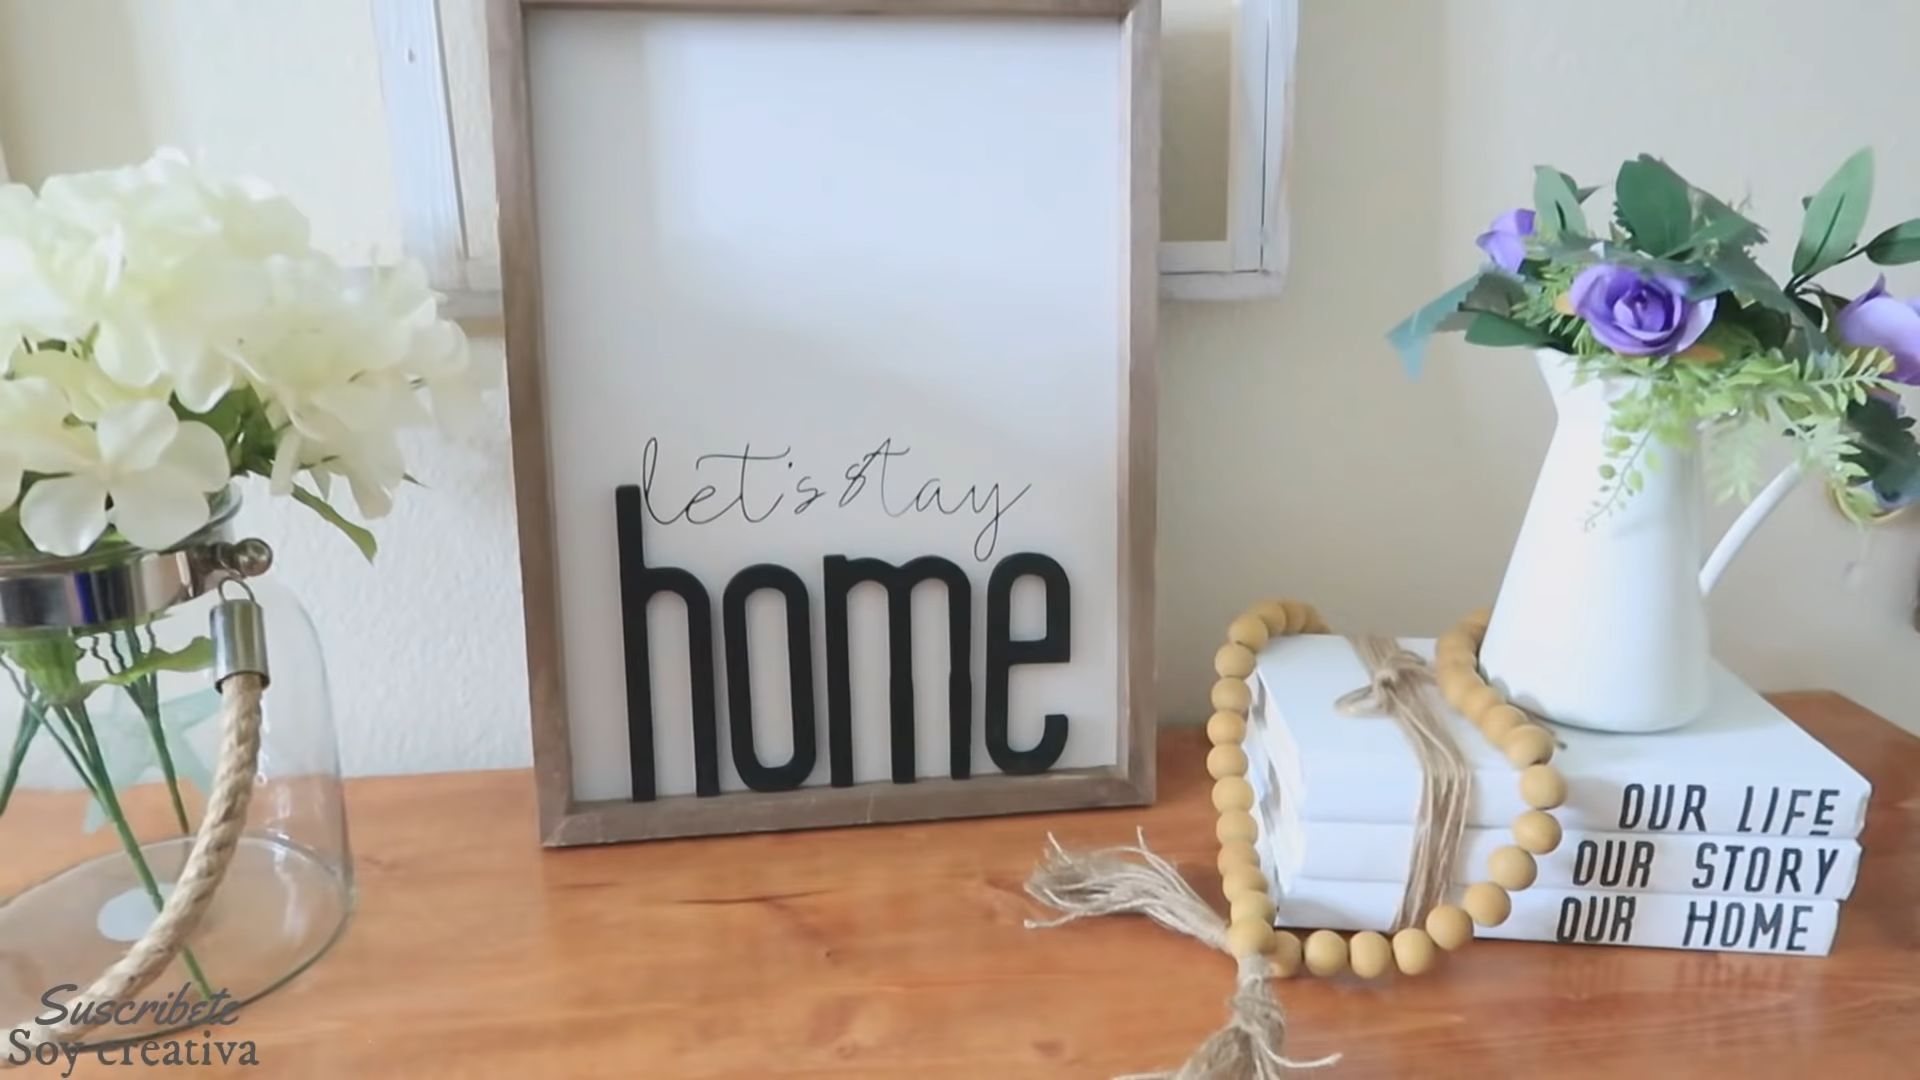 let's stay
home
OUR LIFE
OUR STORY
OUR HOME
Suscribete
Soy creativa